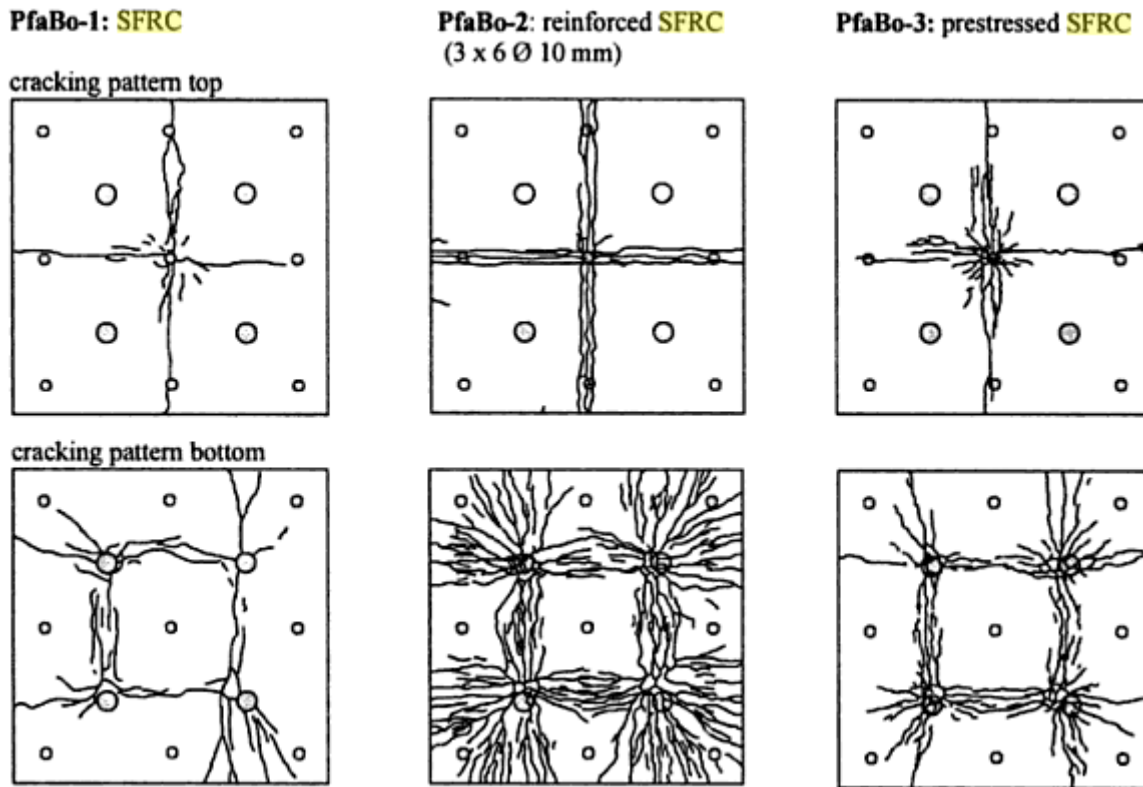 PfaBo-1: SFRC
PfaBo-2: reinforced SFRC
(3 x 6 Ø 10 mm)
PfaBo-3: prestressed SFRC
cracking pattern top
cracking pattern bottom